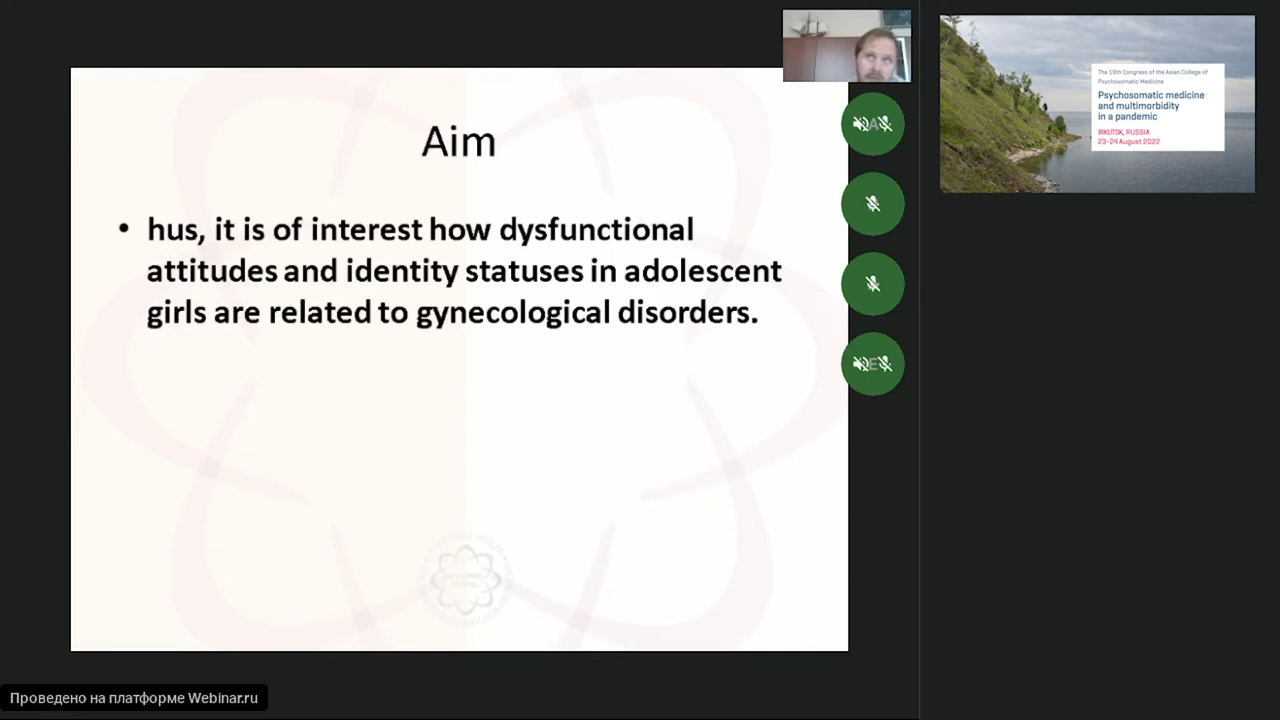 Aim
• hus, it is of interest how dysfunctional
attitudes and identity statuses in adolescent
girls are related to gynecological disorders.
A
E
The 19th Congress of the Asian College of
Psychosomatic Medicine
Psychosomatic medicine
and multimorbidity
in a pandemic
IRKUTSK, RUSSIA
23-24 August 2022
Проведено на платформе Webinar.ru